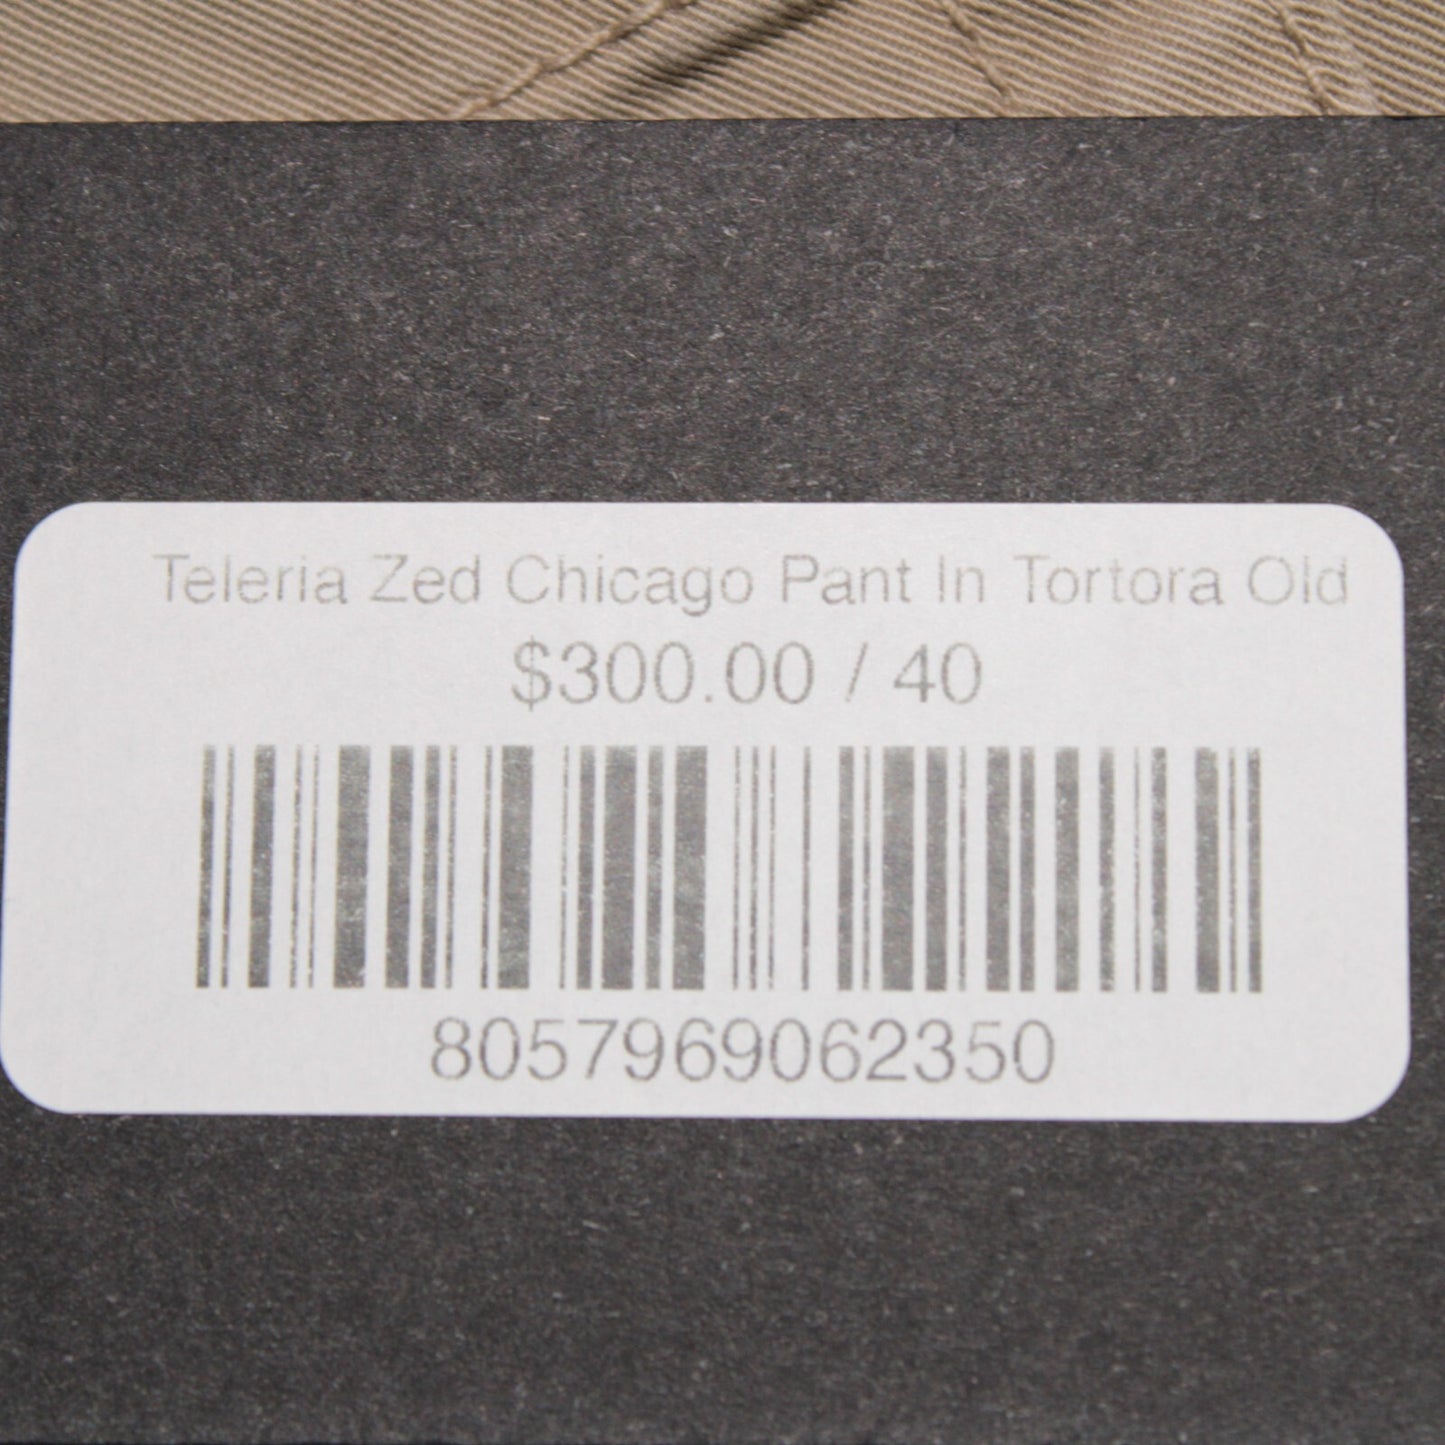 Teleria Zed Chicago Pant In Tortora Old
$300.00 / 40
8057969062350